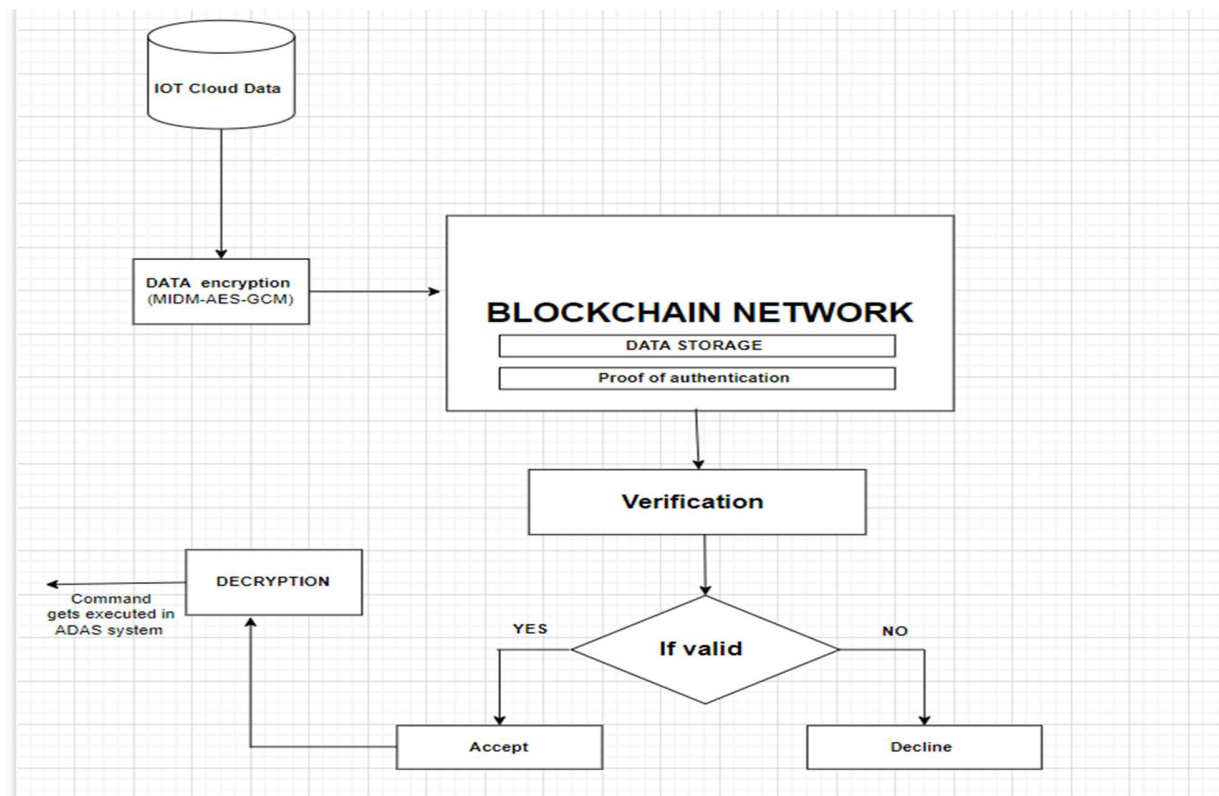 IOT Cloud Data
DATA encryption
(MIDM-AES-GCM)
BLOCKCHAIN NETWORK
DATA STORAGE
Proof of authentication
Verification
If valid
YES
NO
Accept
Decline
DECRYPTION
Command
gets executed in
ADAS system